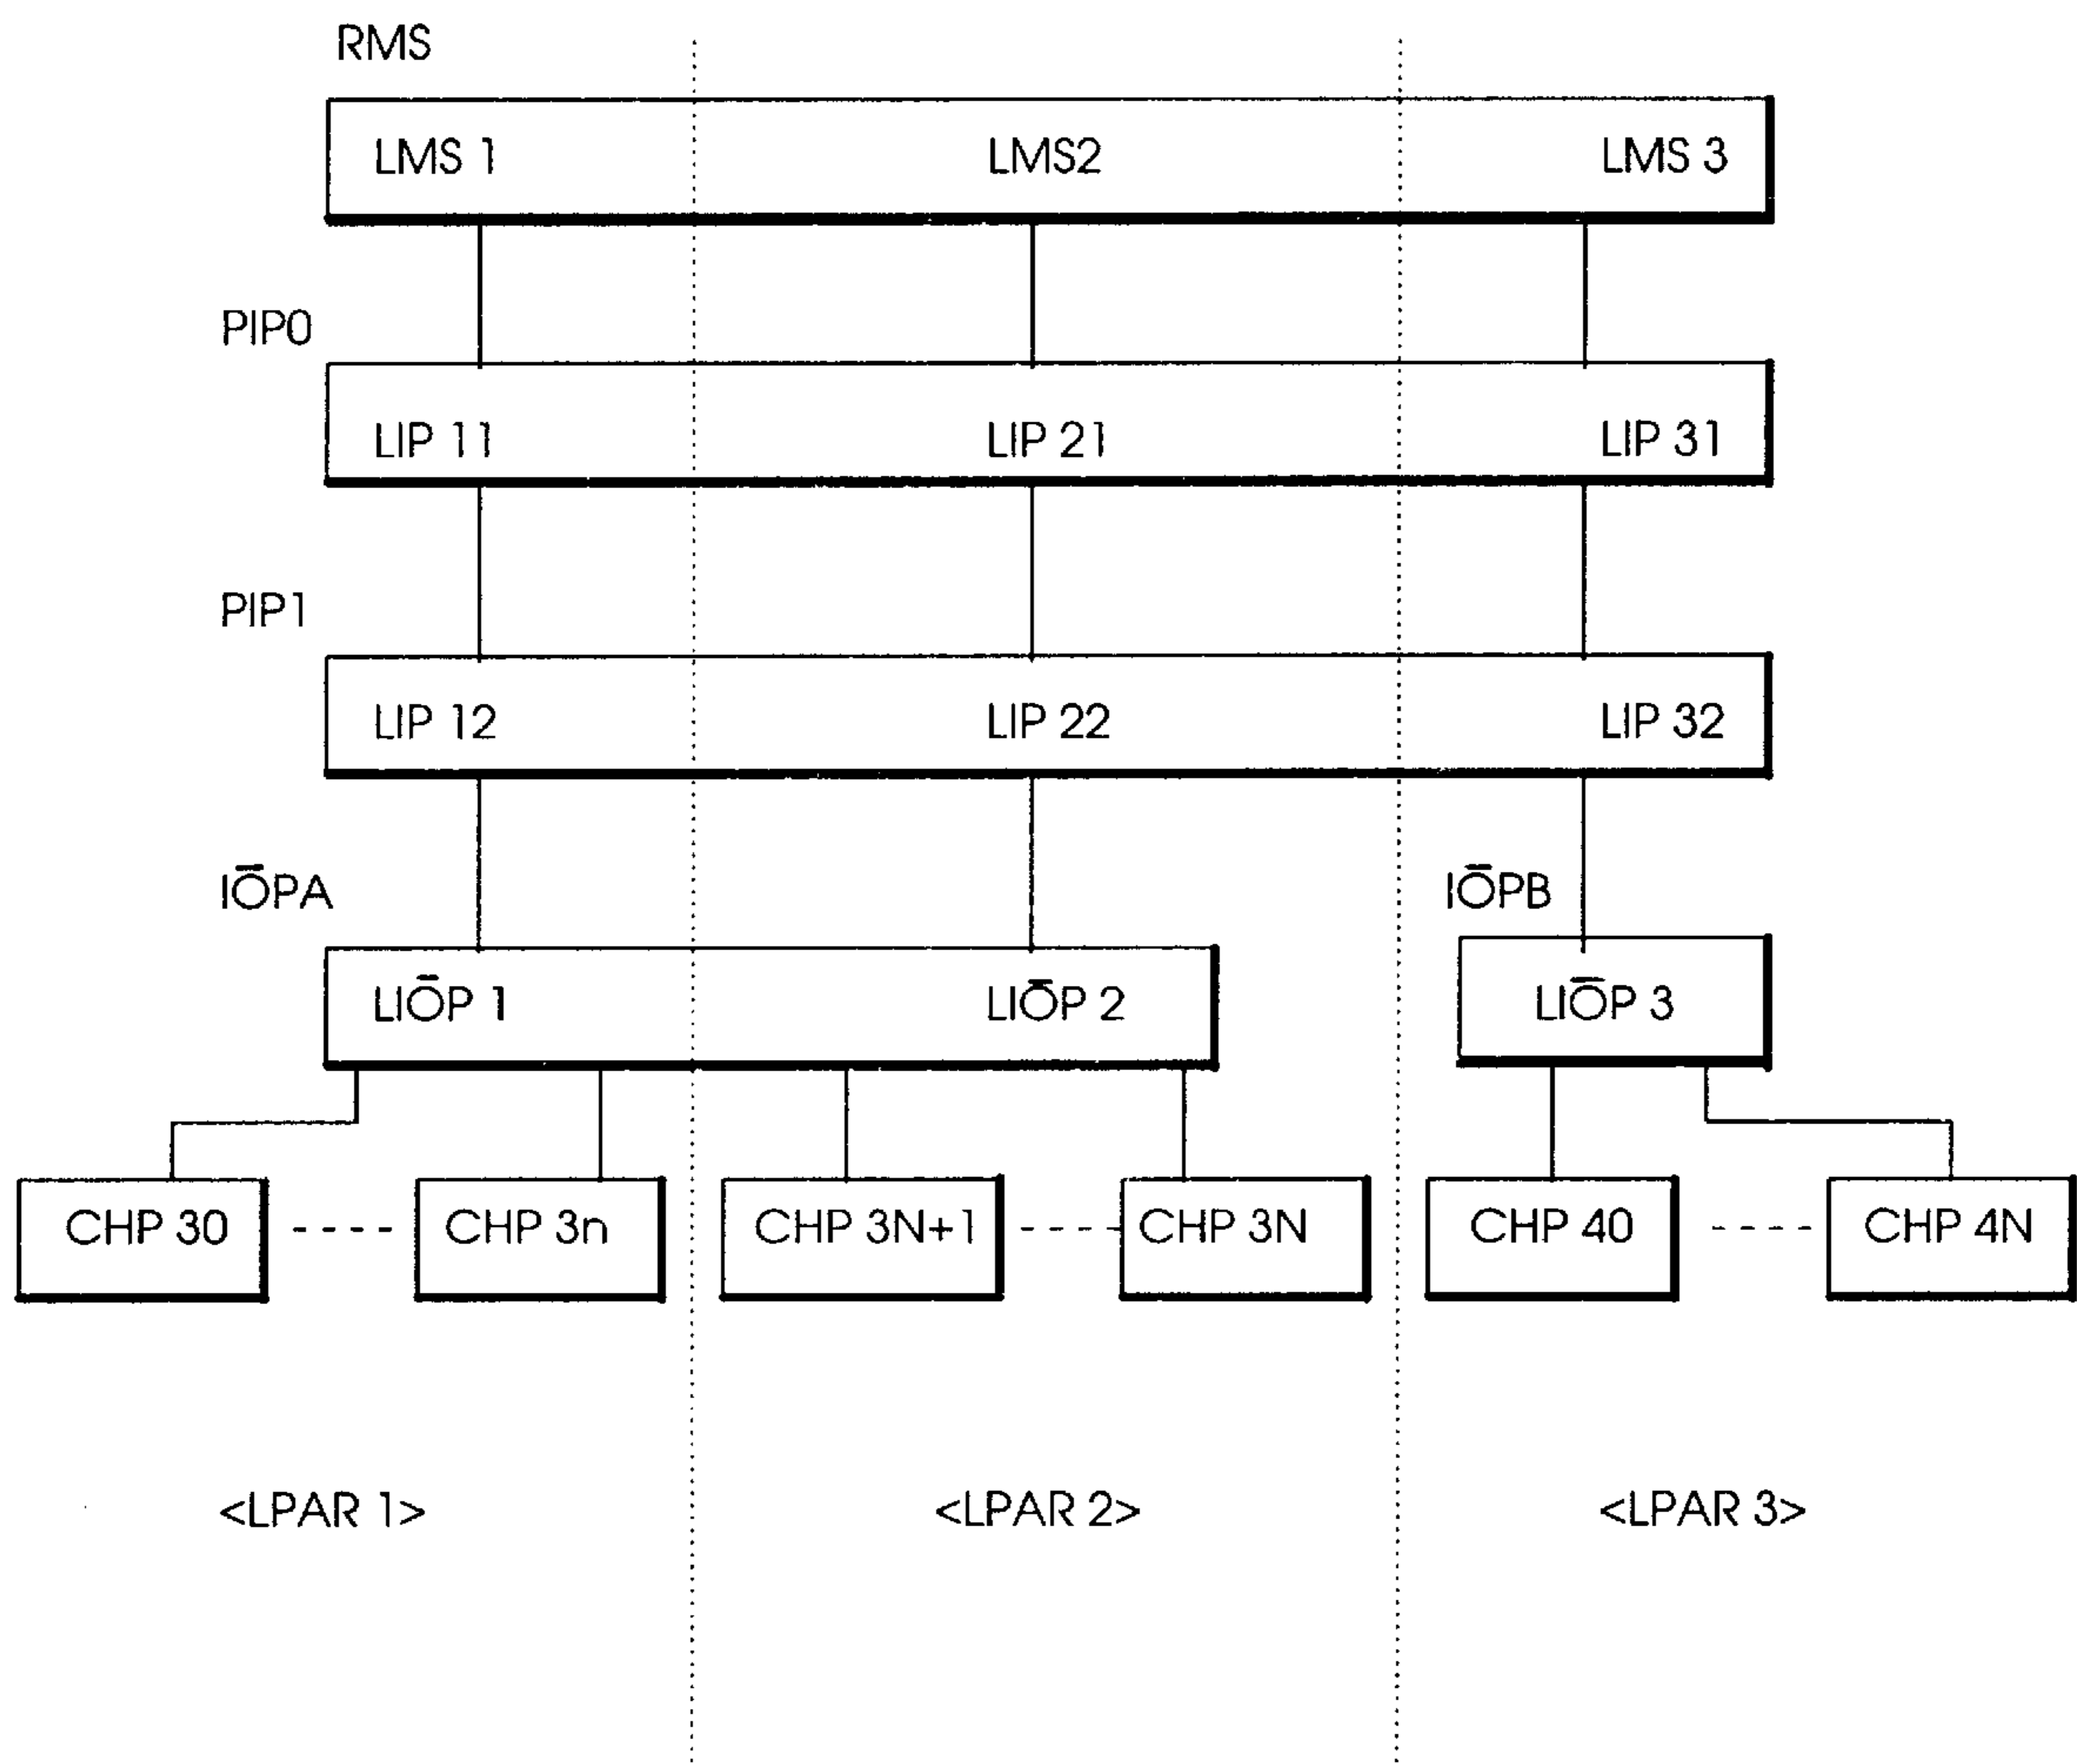 RMS
LMS 1 LMS2 LMS 3
PIP0
LIP 11 LIP 21 LIP 31
PIP1
LIP 12 LIP 22 LIP 32
IŌPA IŌPB
LIŌP 1 LIŌP 2 LIŌP 3
CHP 30 ---- CHP 3n CHP 3N+1 ---- CHP 3N CHP 40 ---- CHP 4N
<LPAR 1> <LPAR 2> <LPAR 3>